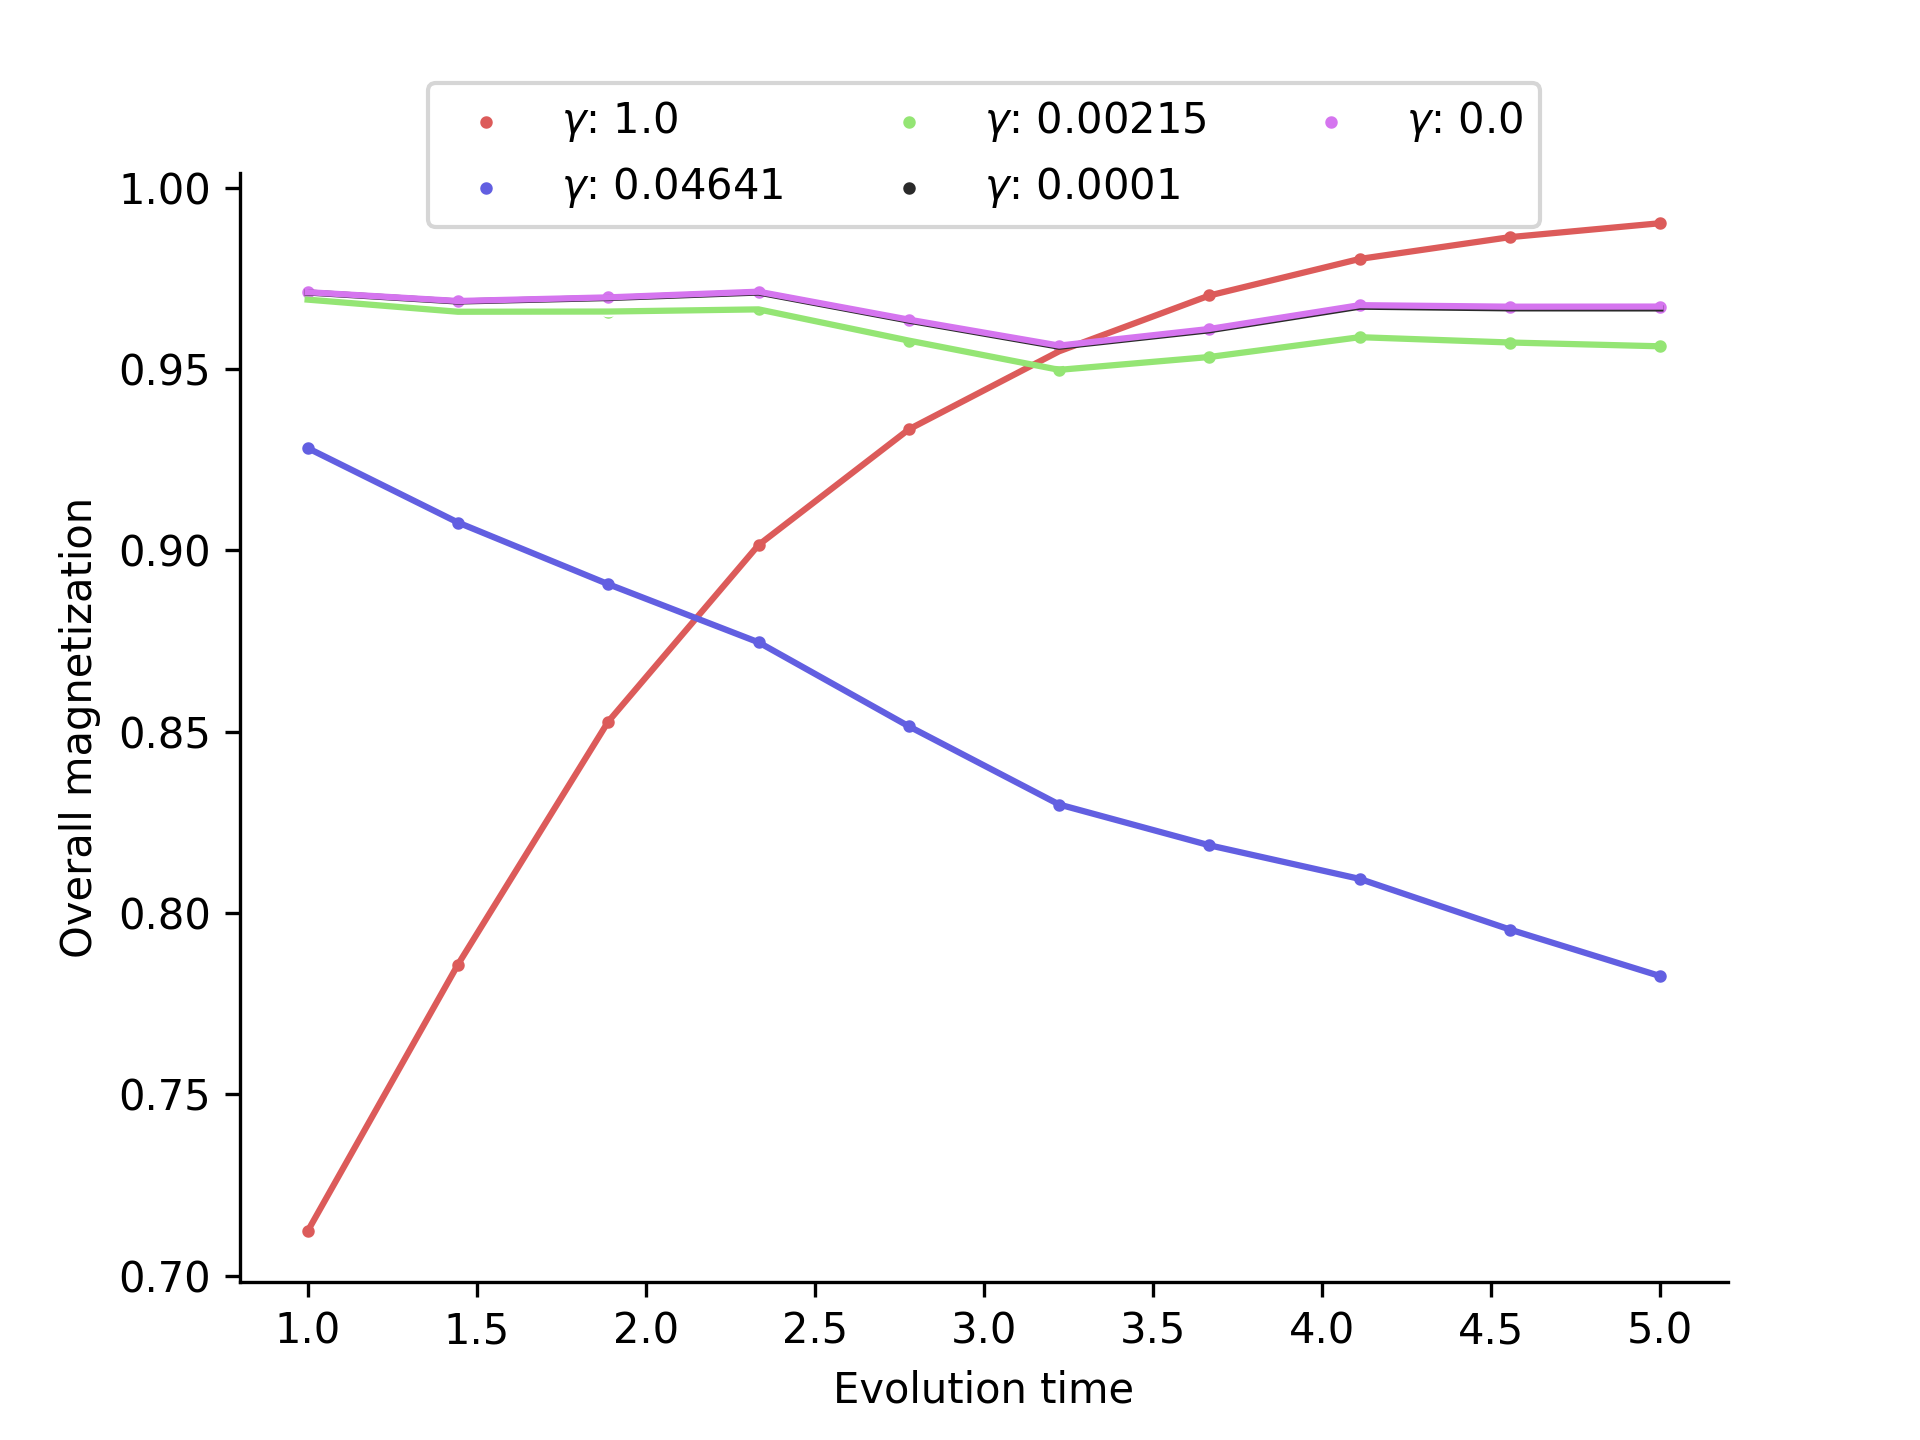 γ: 1.0
γ: 0.04641
γ: 0.00215
γ: 0.0001
γ: 0.0
1.00
0.95
0.90
0.85
0.80
0.75
0.70
Overall magnetization
1.0 1.5 2.0 2.5 3.0 3.5 4.0 4.5 5.0
Evolution time